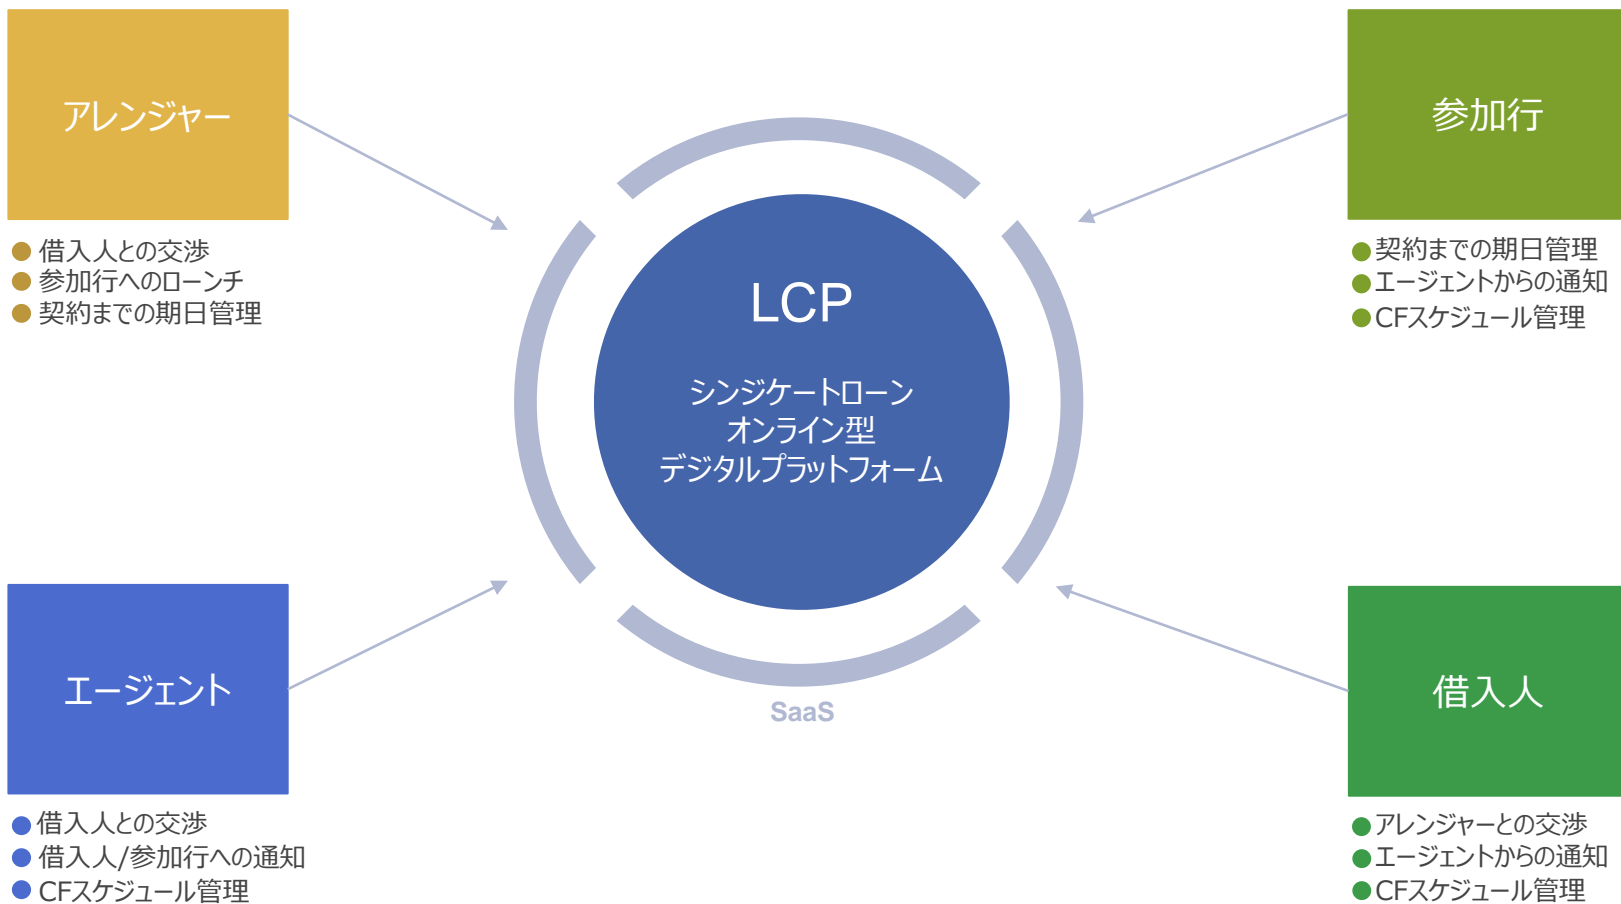 アレンジャー
● 借入人との交渉
● 参加行へのローンチ
● 契約までの期日管理
参加行
● 契約までの期日管理
● エージェントからの通知
● CFスケジュール管理
LCP
シンジケートローン
オンライン型
デジタルプラットフォーム
SaaS
エージェント
● 借入人との交渉
● 借入人/参加行への通知
● CFスケジュール管理
借入人
● アレンジャーとの交渉
● エージェントからの通知
● CFスケジュール管理